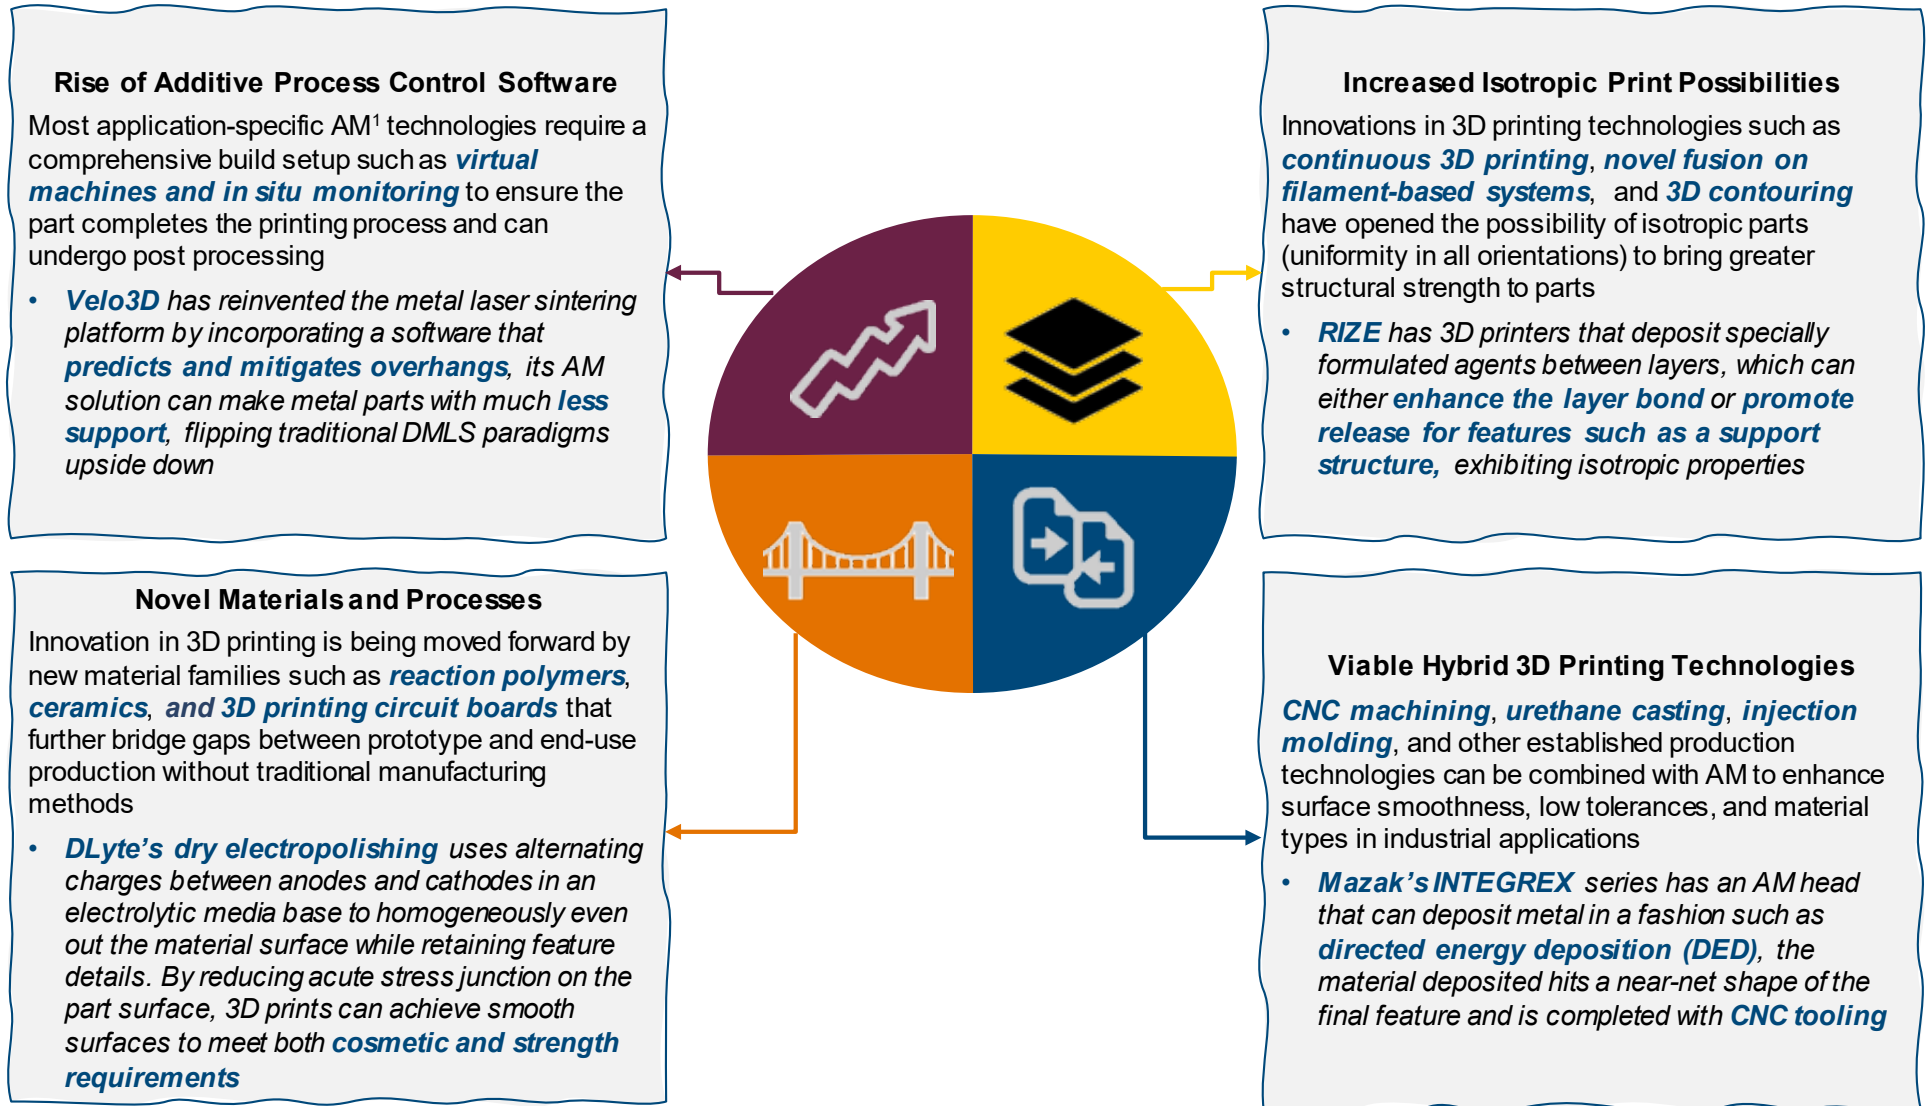 Rise of Additive Process Control Software
Most application-specific AM¹ technologies require a
comprehensive build setup such as virtual
machines and in situ monitoring to ensure the
part completes the printing process and can
undergo post processing
• Velo3D has reinvented the metal laser sintering
platform by incorporating a software that
predicts and mitigates overhangs, its AM
solution can make metal parts with much less
support, flipping traditional DMLS paradigms
upside down
Increased Isotropic Print Possibilities
Innovations in 3D printing technologies such as
continuous 3D printing, novel fusion on
filament-based systems, and 3D contouring
have opened the possibility of isotropic parts
(uniformity in all orientations) to bring greater
structural strength to parts
• RIZE has 3D printers that deposit specially
formulated agents between layers, which can
either enhance the layer bond or promote
release for features such as a support
structure, exhibiting isotropic properties
Novel Materials and Processes
Innovation in 3D printing is being moved forward by
new material families such as reaction polymers,
ceramics, and 3D printing circuit boards that
further bridge gaps between prototype and end-use
production without traditional manufacturing
methods
• DLyte's dry electropolishing uses alternating
charges between anodes and cathodes in an
electrolytic media base to homogeneously even
out the material surface while retaining feature
details. By reducing acute stress junction on the
part surface, 3D prints can achieve smooth
surfaces to meet both cosmetic and strength
requirements
Viable Hybrid 3D Printing Technologies
CNC machining, urethane casting, injection
molding, and other established production
technologies can be combined with AM to enhance
surface smoothness, low tolerances, and material
types in industrial applications
• Mazak's INTEGREX series has an AM head
that can deposit metal in a fashion such as
directed energy deposition (DED), the
material deposited hits a near-net shape of the
final feature and is completed with CNC tooling